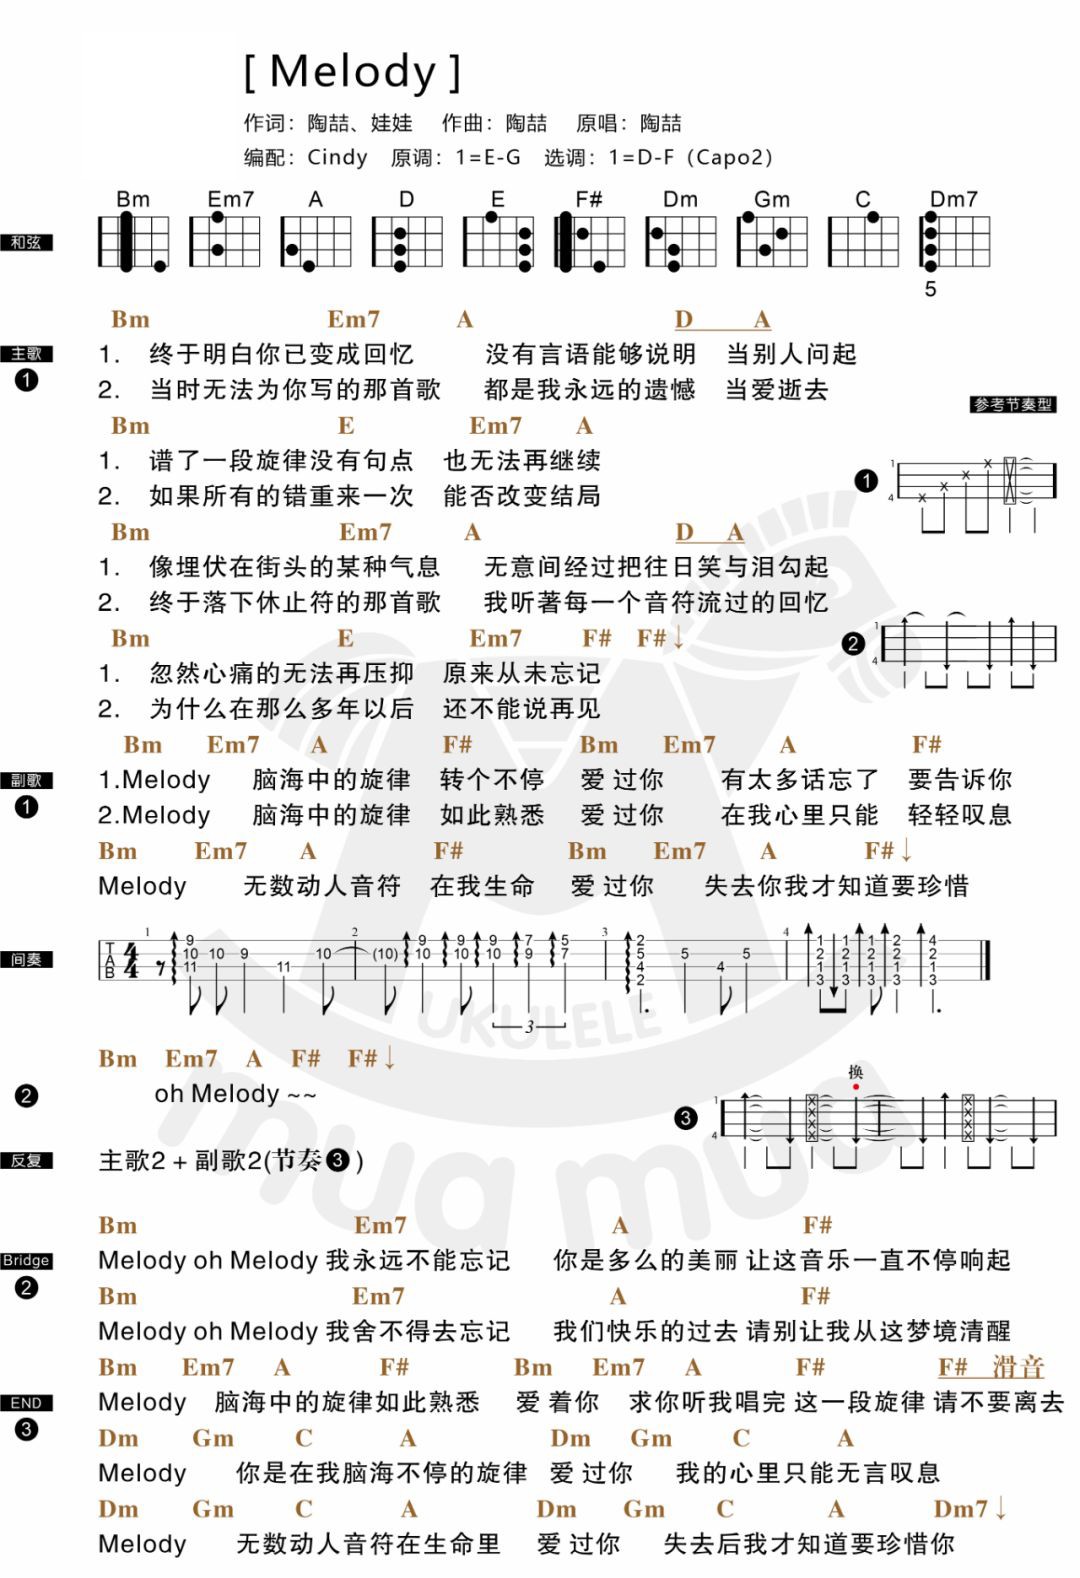 [ Melody ]
作词：陶喆、娃娃 作曲：陶喆 原唱：陶喆
编配：Cindy 原调：1=E-G 选调：1=D-F（Capo2）
Bm Em7 A D E F# Dm Gm C Dm7
和弦
5
Bm Em7 A D A
主歌 1. 终于明白你已变成回忆 没有言语能够说明 当别人问起
1 2. 当时无法为你写的那首歌 都是我永远的遗憾 当爱逝去
参考节奏型
Bm E Em7 A
1. 谱了一段旋律没有句点 也无法再继续
2. 如果所有的错重来一次 能否改变结局
1 1 4
Bm Em7 A D A
1. 像埋伏在街头的某种气息 无意间经过把往日笑与泪勾起
2. 终于落下休止符的那首歌 我听著每一个音符流过的回忆
2 1 4
Bm E Em7 F# F#↓
1. 忽然心痛的无法再压抑 原来从未忘记
2. 为什么在那么多年以后 还不能说再见
Bm Em7 A F# Bm Em7 A F#
副歌 1.Melody 脑海中的旋律 转个不停 爱 过你 有太多话忘了 要告诉你
1 2.Melody 脑海中的旋律 如此熟悉 爱 过你 在我心里只能 轻轻叹息
Bm Em7 A F# Bm Em7 A F#↓
Melody 无数动人音符 在我生命 爱 过你 失去你我才知道要珍惜
1 2 3 4
9 9 9 9 7 5 2 1 1 1 2 4
间奏 TAB 4 10 10 9 10 (10) 10 10 10 9 7 5 5 5 2 2 2 2 2
4 11 11 4 4 1 1 1 1 1
2 3 3 3 3 3
3
UKULELE
Bm Em7 A F# F#↓
2 oh Melody ~~
换
3 1 4
反复 主歌2 + 副歌2(节奏3)
mua mua
Bm Em7 A F#
Bridge Melody oh Melody 我永远不能忘记 你是多么的美丽 让这音乐一直不停响起
2
Bm Em7 A F#
Melody oh Melody 我舍不得去忘记 我们快乐的过去 请别让我从这梦境清醒
Bm Em7 A F# Bm Em7 A F# F# 滑音
END Melody 脑海中的旋律如此熟悉 爱 着你 求你听我唱完 这一段旋律 请不要离去
3
Dm Gm C A Dm Gm C A
Melody 你是在我脑海不停的旋律 爱 过你 我的心里只能无言叹息
Dm Gm C A Dm Gm C A Dm7↓
Melody 无数动人音符在生命里 爱 过你 失去后我才知道要珍惜你